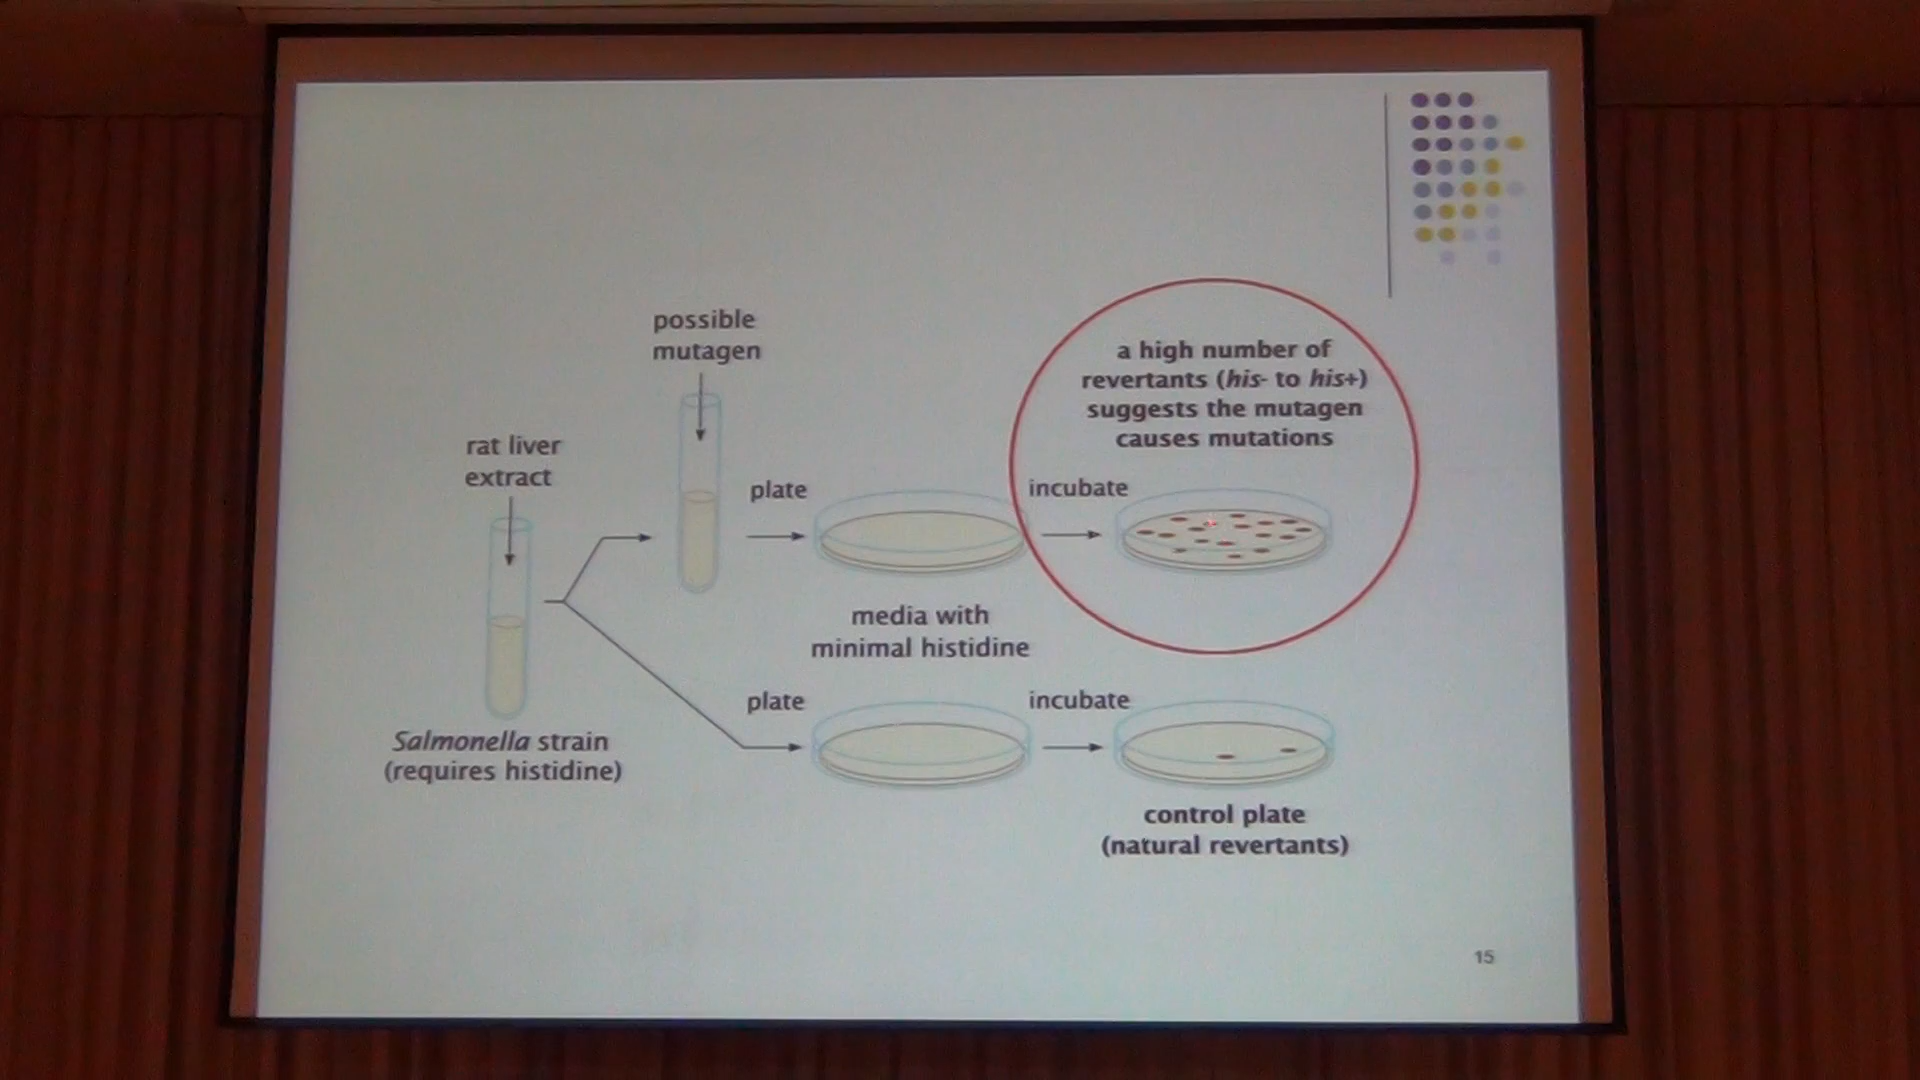 possible
mutagen
a high number of
revertants (his- to his+)
suggests the mutagen
causes mutations
rat liver
extract
plate
incubate
media with
minimal histidine
plate
incubate
Salmonella strain
(requires histidine)
control plate
(natural revertants)
15